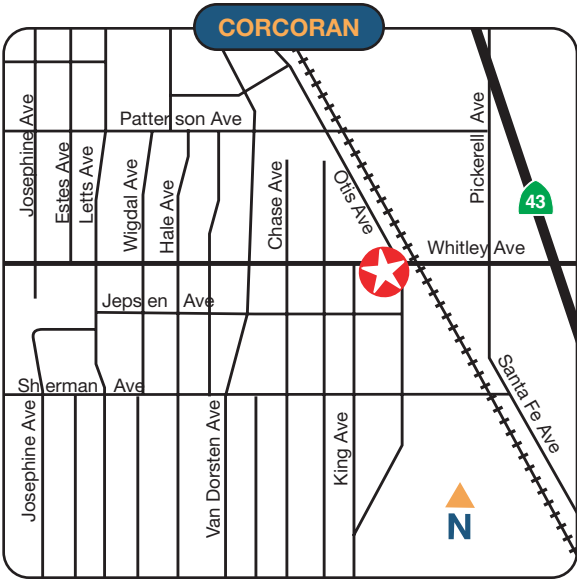 CORCORAN
Patterson Ave
Josephine Ave
Estes Ave
Letts Ave
Wigdal Ave
Hale Ave
Chase Ave
Otis Ave
Pickerell Ave
43
Whitley Ave
Jepsen Ave
Sherman Ave
Santa Fe Ave
Josephine Ave
Van Dorsten Ave
King Ave
N